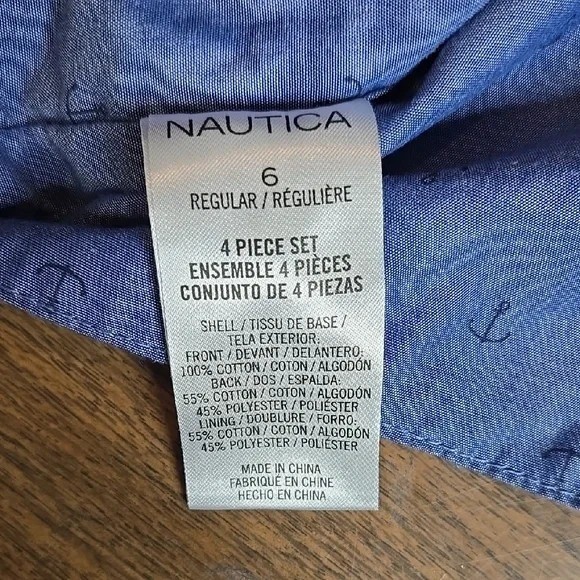 NAUTICA
6
REGULAR / RÉGULIÈRE
4 PIECE SET
ENSEMBLE 4 PIÈCES
CONJUNTO DE 4 PIEZAS
SHELL / TISSU DE BASE /
TELA EXTERIOR:
FRONT / DEVANT / DELANTERO:
100% COTTON / COTON / ALGODÓN
BACK / DOS / ESPALDA:
55% COTTON / COTON / ALGODÓN
45% POLYESTER / POLIÉSTER
LINING / DOUBLURE / FORRO:
55% COTTON / COTON / ALGODÓN
45% POLYESTER / POLIÉSTER
MADE IN CHINA
FABRIQUÉ EN CHINE
HECHO EN CHINA